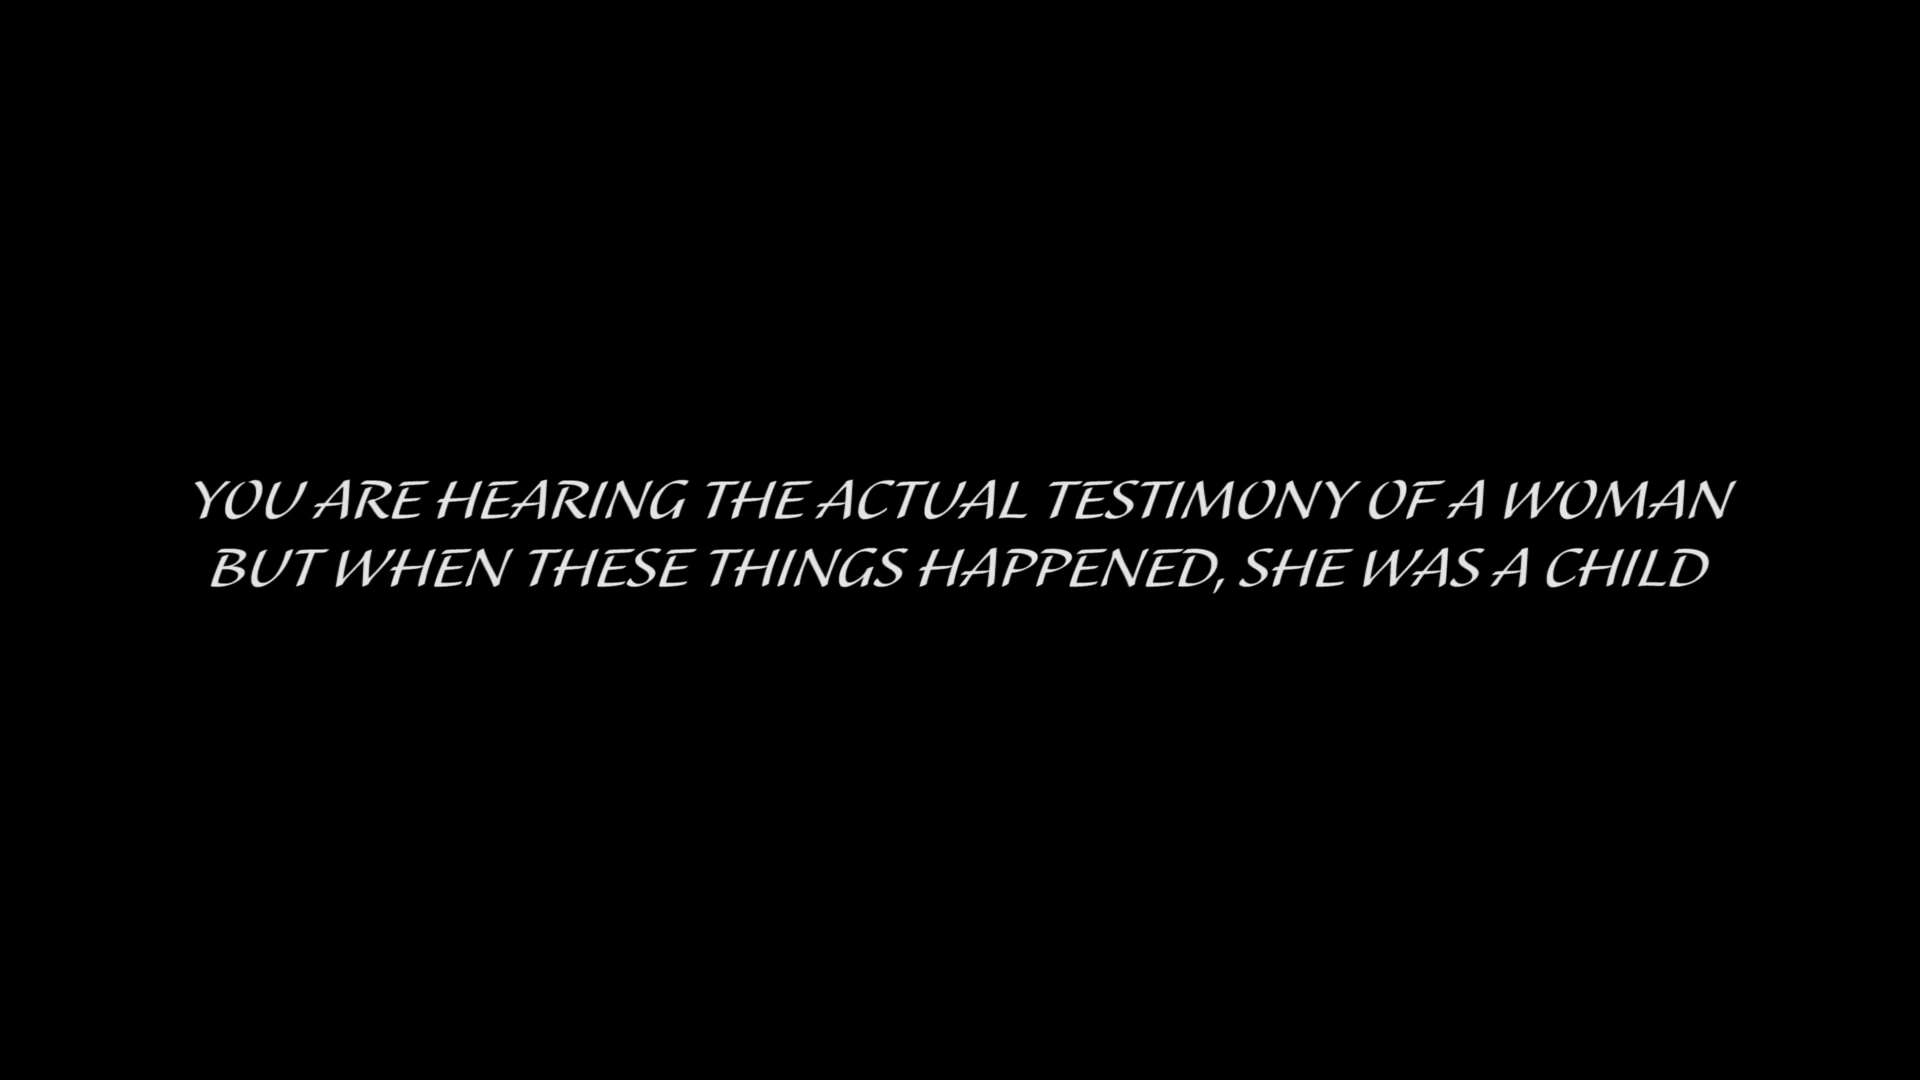 YOU ARE HEARING THE ACTUAL TESTIMONY OF A WOMAN
BUT WHEN THESE THINGS HAPPENED, SHE WAS A CHILD